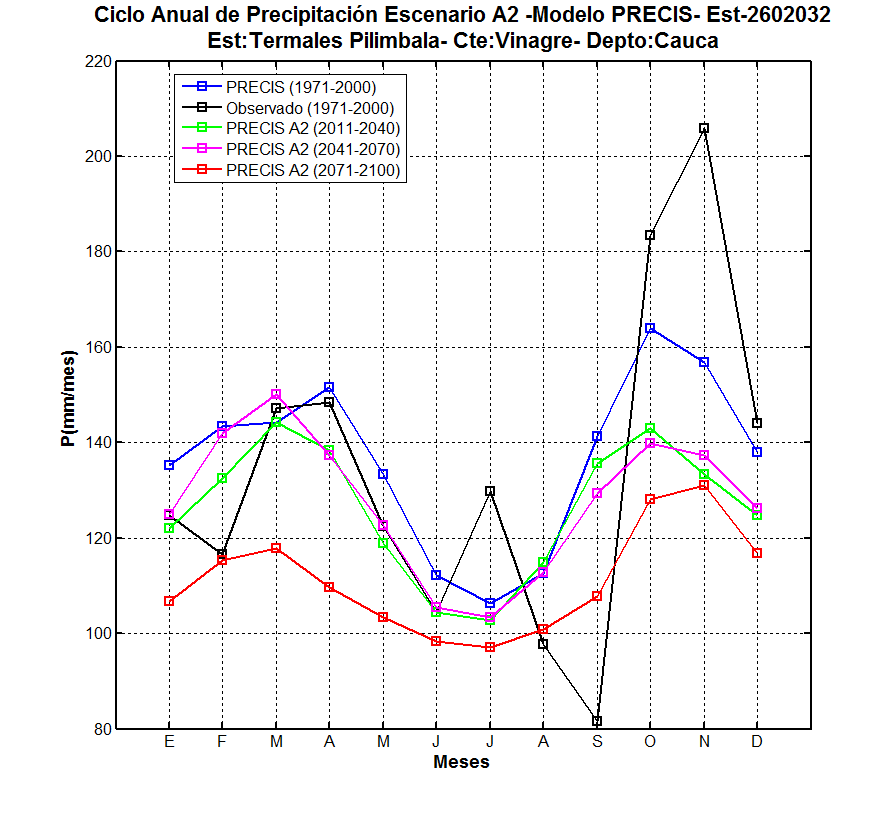 Ciclo Anual de Precipitación Escenario A2 -Modelo PRECIS- Est-2602032
Est:Termales Pilimbala- Cte:Vinagre- Depto:Cauca
PRECIS (1971-2000)
Observado (1971-2000)
PRECIS A2 (2011-2040)
PRECIS A2 (2041-2070)
PRECIS A2 (2071-2100)
220
200
180
160
140
120
100
80
P(mm/mes)
E F M A M J J A S O N D
Meses